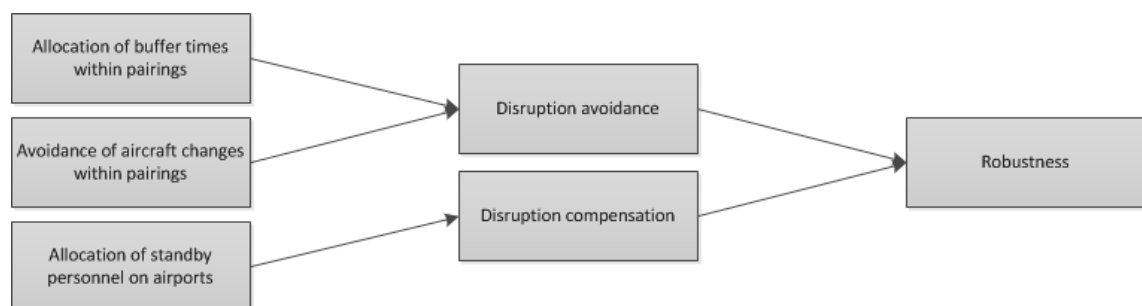 Allocation of buffer times
within pairings
Avoidance of aircraft changes
within pairings
Allocation of standby
personnel on airports
Disruption avoidance
Disruption compensation
Robustness